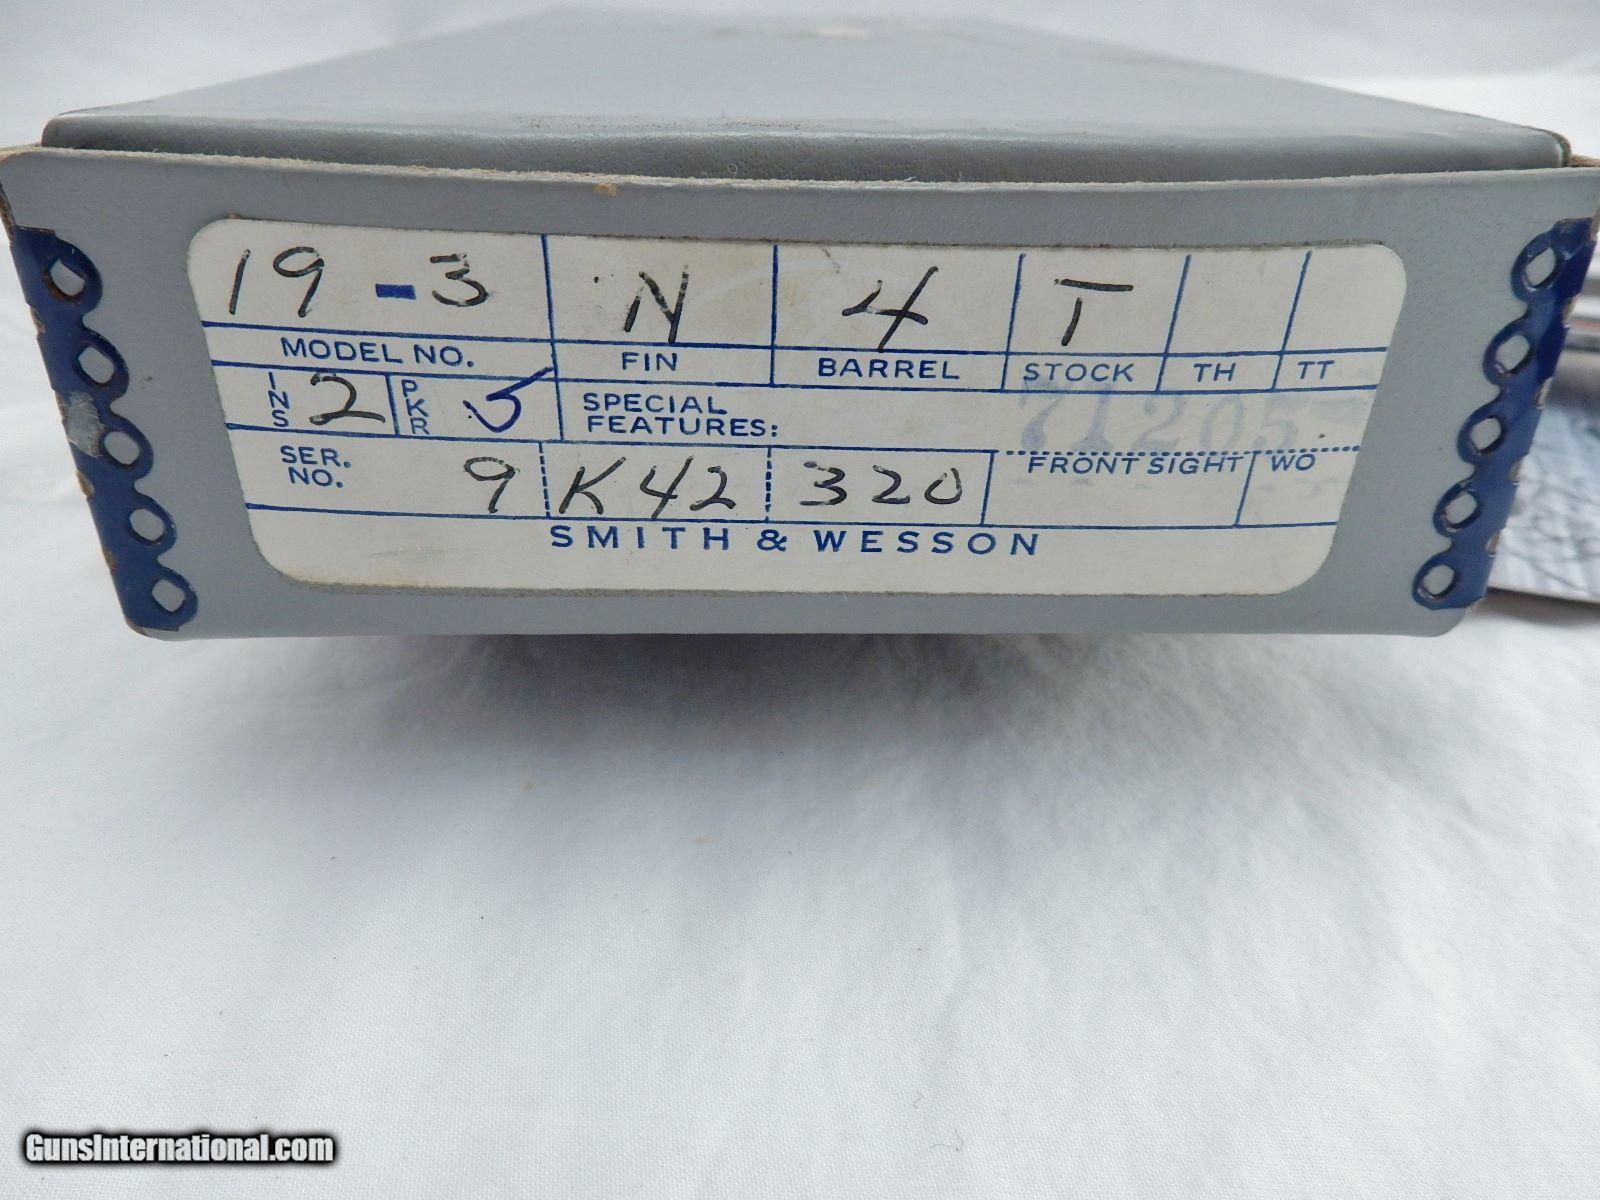 19-3 N 4 T
MODEL NO. FIN BARREL STOCK TH TT
INS 2 PKR 5 SPECIAL FEATURES: 71205
SER. NO. 9 K42 320 FRONT SIGHT WO
SMITH & WESSON
GunsInternational.com